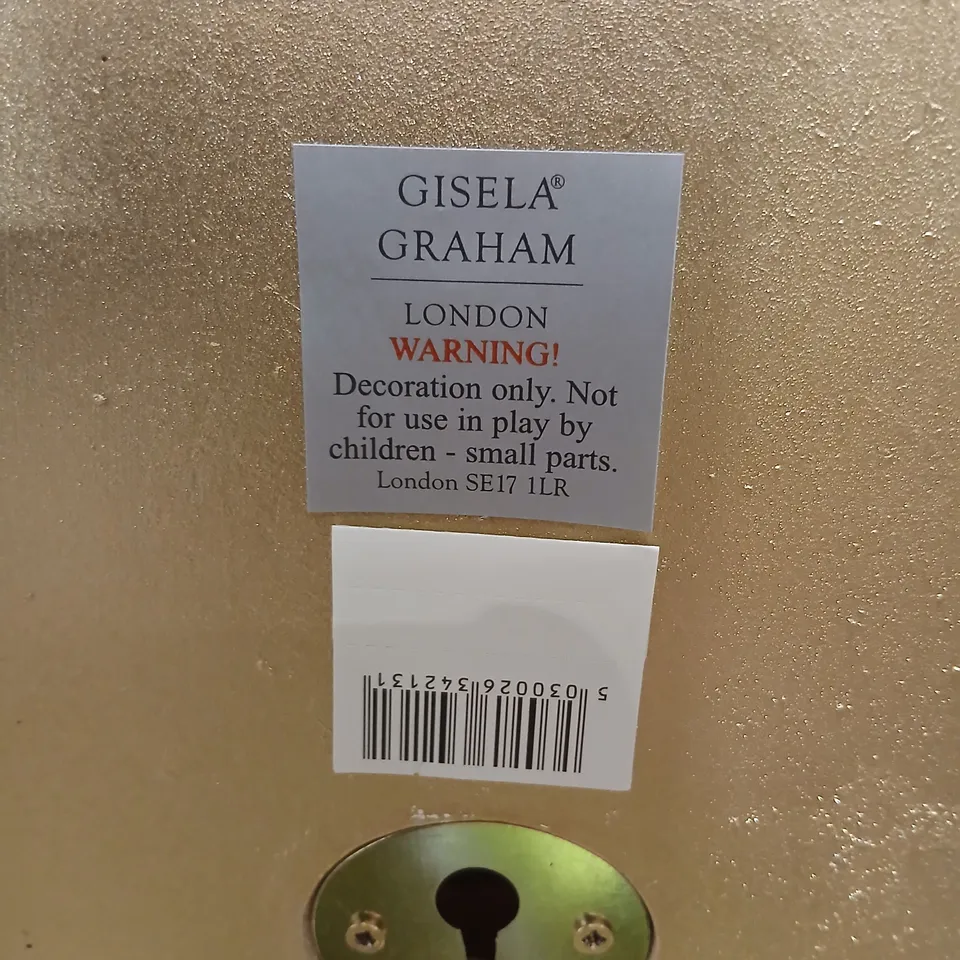 GISELA®
GRAHAM
LONDON
WARNING!
Decoration only. Not
for use in play by
children - small parts.
London SE17 1LR
5 030026 342131